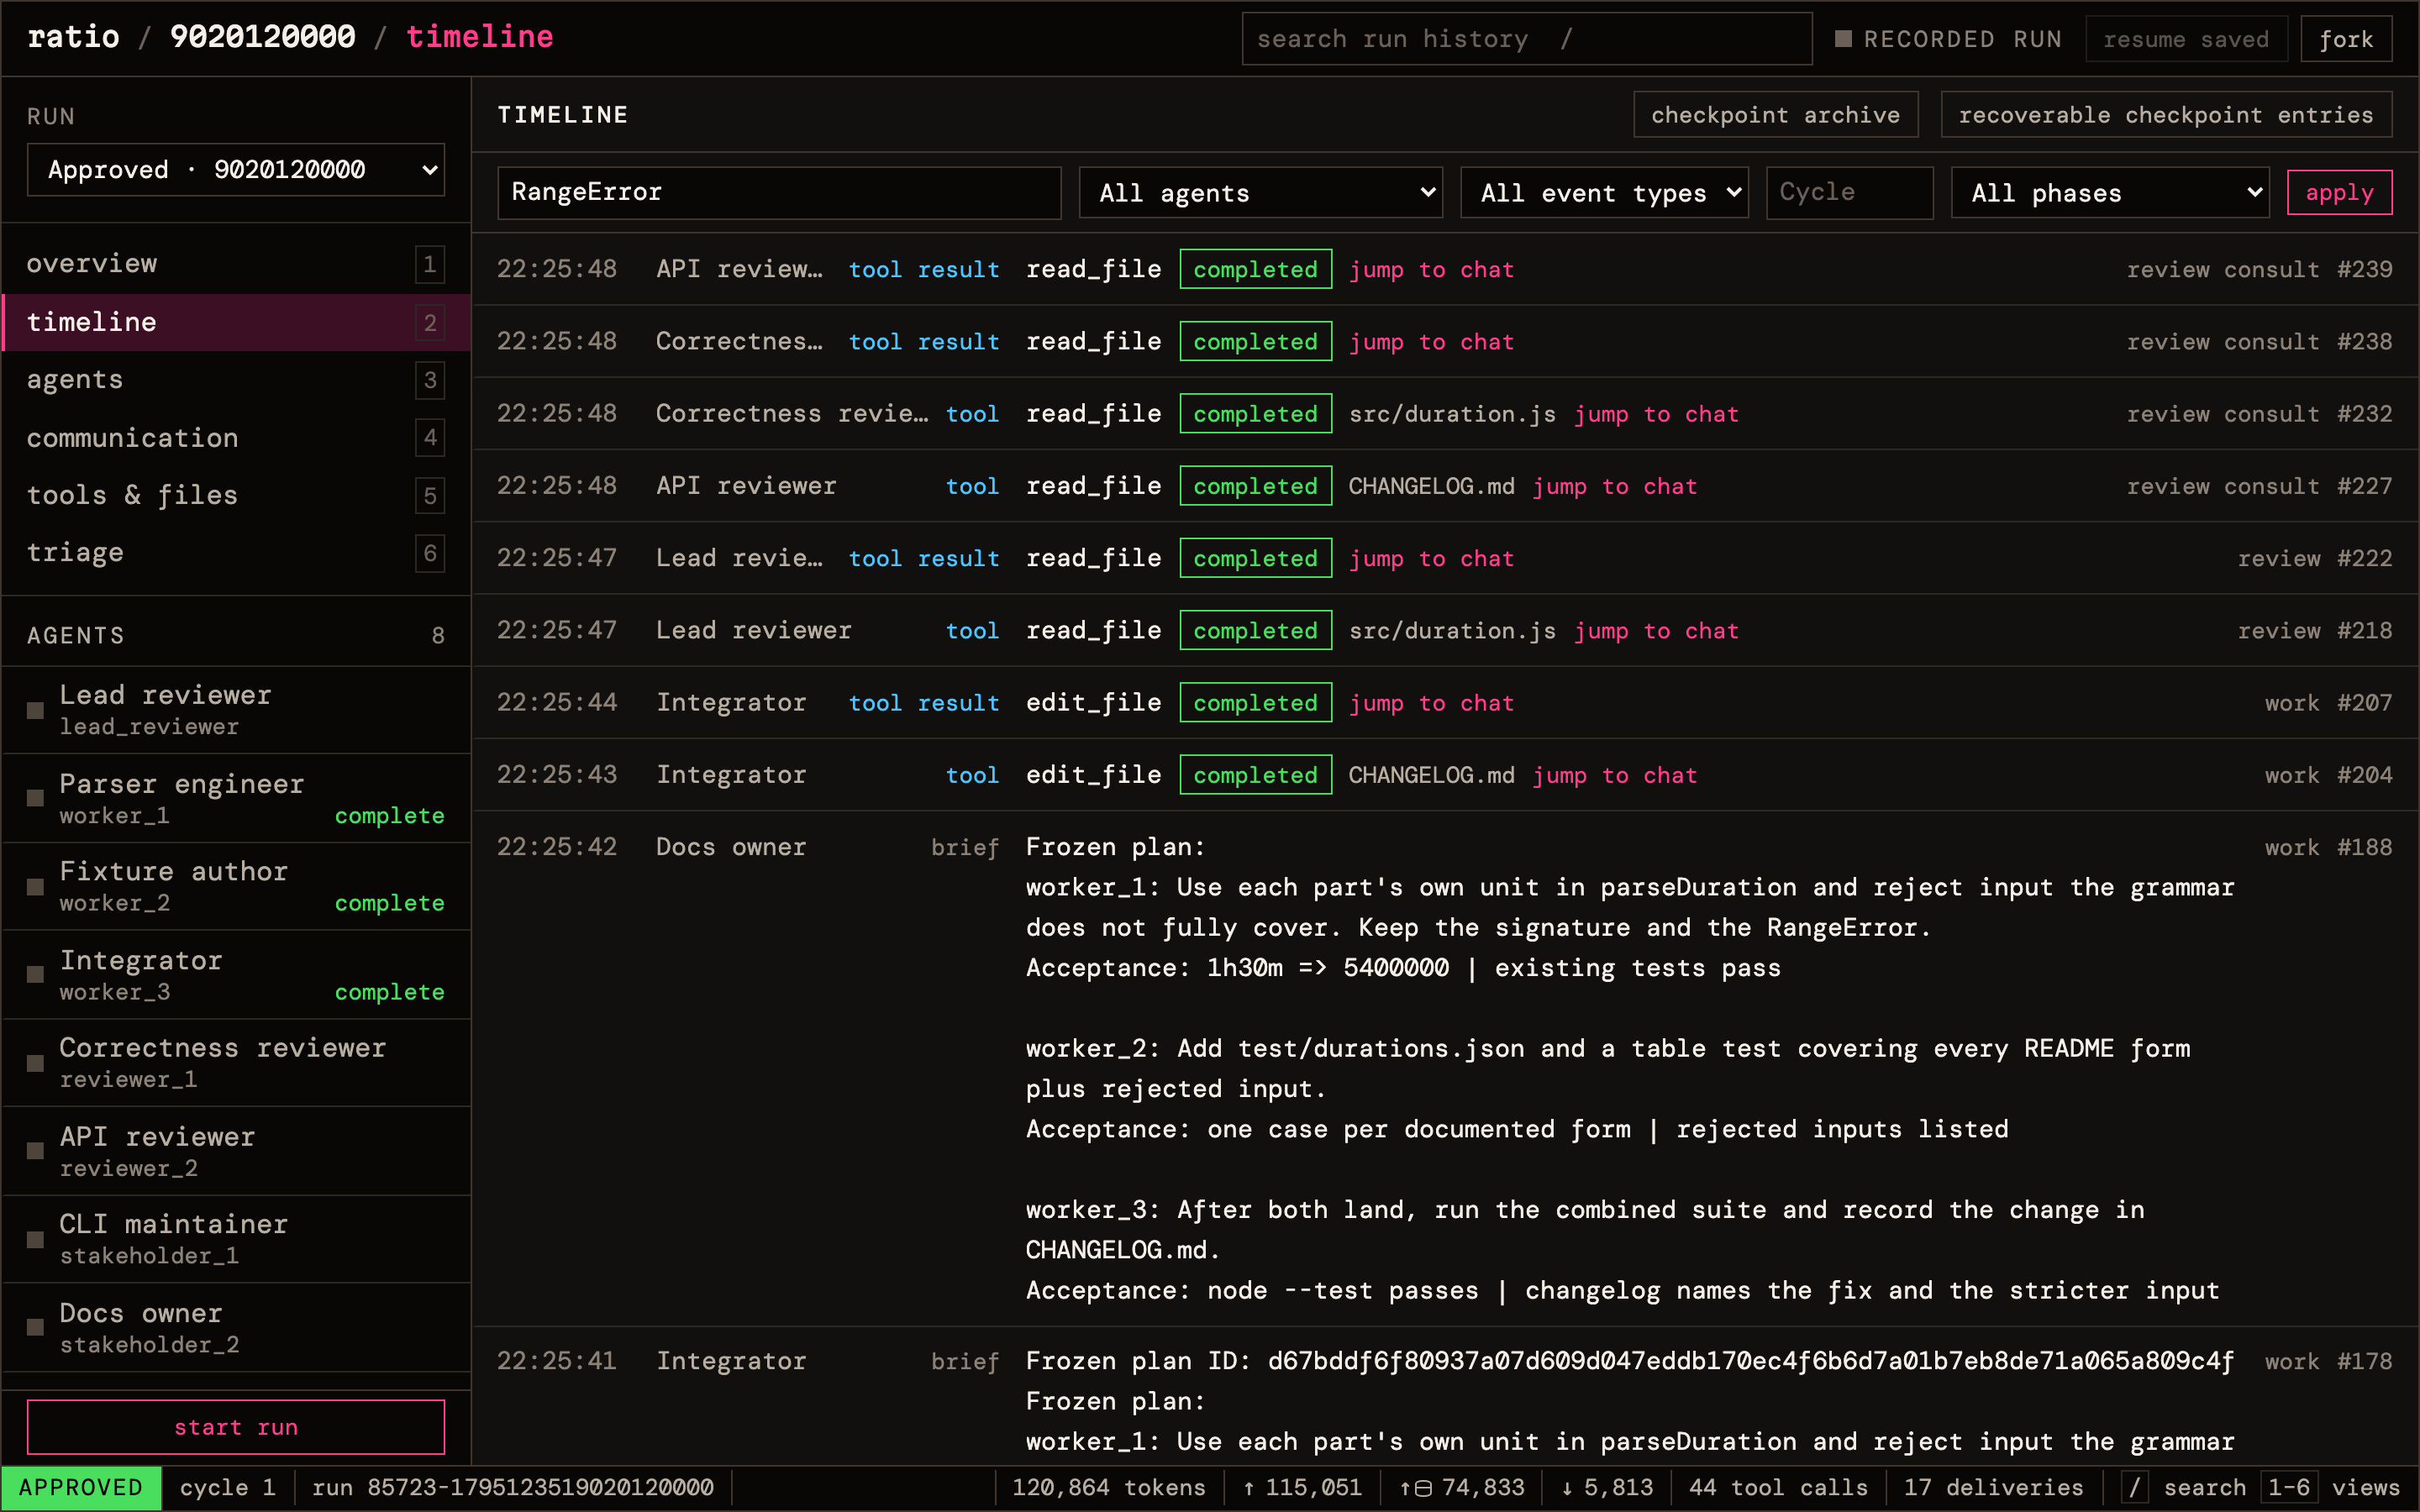 ratio / 9020120000 / timeline
search run history /
RECORDED RUN
resume saved
fork
RUN
Approved · 9020120000
overview 1
timeline 2
agents 3
communication 4
tools & files 5
triage 6
AGENTS 8
Lead reviewer
lead_reviewer
Parser engineer
worker_1 complete
Fixture author
worker_2 complete
Integrator
worker_3 complete
Correctness reviewer
reviewer_1
API reviewer
reviewer_2
CLI maintainer
stakeholder_1
Docs owner
stakeholder_2
start run
TIMELINE
checkpoint archive
recoverable checkpoint entries
RangeError
All agents
All event types
Cycle
All phases
apply
22:25:48 API review… tool result read_file completed jump to chat review consult #239
22:25:48 Correctnes… tool result read_file completed jump to chat review consult #238
22:25:48 Correctness revie… tool read_file completed src/duration.js jump to chat review consult #232
22:25:48 API reviewer tool read_file completed CHANGELOG.md jump to chat review consult #227
22:25:47 Lead revie… tool result read_file completed jump to chat review #222
22:25:47 Lead reviewer tool read_file completed src/duration.js jump to chat review #218
22:25:44 Integrator tool result edit_file completed jump to chat work #207
22:25:43 Integrator tool edit_file completed CHANGELOG.md jump to chat work #204
22:25:42 Docs owner brief Frozen plan: work #188
worker_1: Use each part's own unit in parseDuration and reject input the grammar
does not fully cover. Keep the signature and the RangeError.
Acceptance: 1h30m => 5400000 | existing tests pass
worker_2: Add test/durations.json and a table test covering every README form
plus rejected input.
Acceptance: one case per documented form | rejected inputs listed
worker_3: After both land, run the combined suite and record the change in
CHANGELOG.md.
Acceptance: node --test passes | changelog names the fix and the stricter input
22:25:41 Integrator brief Frozen plan ID: d67bddf6f80937a07d609d047eddb170ec4f6b6d7a01b7eb8de71a065a809c4f work #178
Frozen plan:
worker_1: Use each part's own unit in parseDuration and reject input the grammar
APPROVED cycle 1 run 85723-1795123519020120000
120,864 tokens ↑ 115,051 ↑ 74,833 ↓ 5,813 44 tool calls 17 deliveries / search 1-6 views